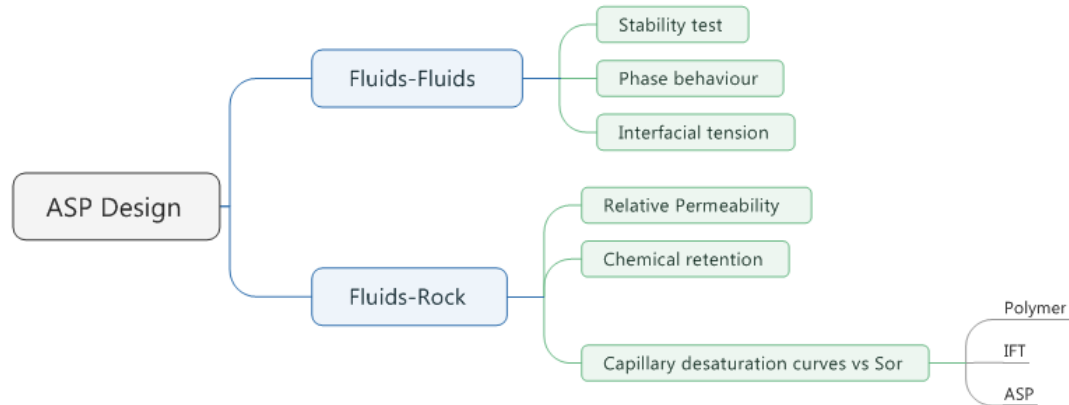 ASP Design
Fluids-Fluids
Stability test
Phase behaviour
Interfacial tension
Fluids-Rock
Relative Permeability
Chemical retention
Capillary desaturation curves vs Sor
Polymer
IFT
ASP